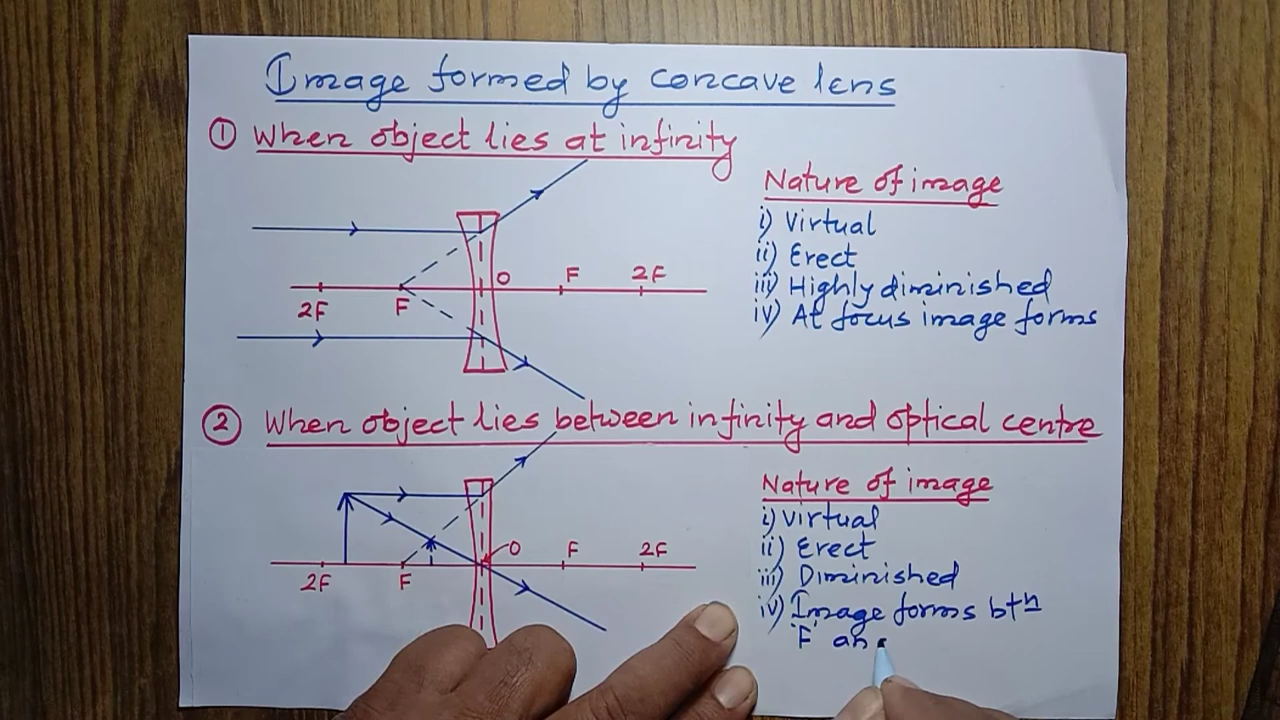 Image formed by concave lens
① When object lies at infinity
Nature of image
i) Virtual
ii) Erect
iii) Highly diminished
iv) At focus image forms
2F F O F 2F
② When object lies between infinity and optical centre
Nature of image
i) Virtual
ii) Erect
iii) Diminished
iv) Image forms btn
'F' an
2F F O F 2F